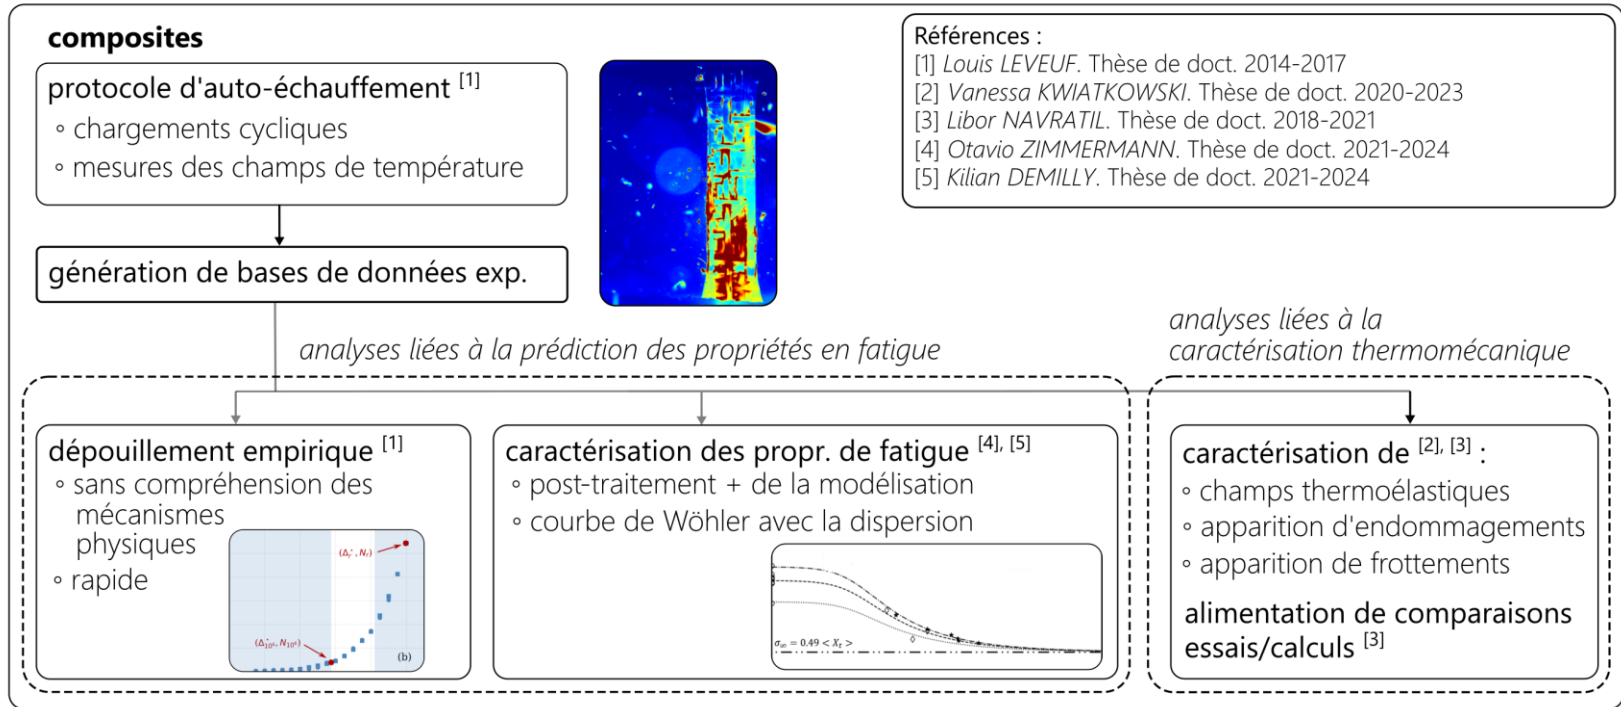 composites
protocole d'auto-échauffement [1]
◦ chargements cycliques
◦ mesures des champs de température
génération de bases de données exp.
Références :
[1] Louis LEVEUF. Thèse de doct. 2014-2017
[2] Vanessa KWIATKOWSKI. Thèse de doct. 2020-2023
[3] Libor NAVRATIL. Thèse de doct. 2018-2021
[4] Otavio ZIMMERMANN. Thèse de doct. 2021-2024
[5] Kilian DEMILLY. Thèse de doct. 2021-2024
analyses liées à la prédiction des propriétés en fatigue
analyses liées à la
caractérisation thermomécanique
dépouillement empirique [1]
◦ sans compréhension des
mécanismes
physiques
◦ rapide
(Δ*r, Nr)
(Δ*10⁶, N10⁶)
(b)
caractérisation des propr. de fatigue [4], [5]
◦ post-traitement + de la modélisation
◦ courbe de Wöhler avec la dispersion
σ∞ = 0.49 < Xt >
caractérisation de [2], [3] :
◦ champs thermoélastiques
◦ apparition d'endommagements
◦ apparition de frottements
alimentation de comparaisons
essais/calculs [3]